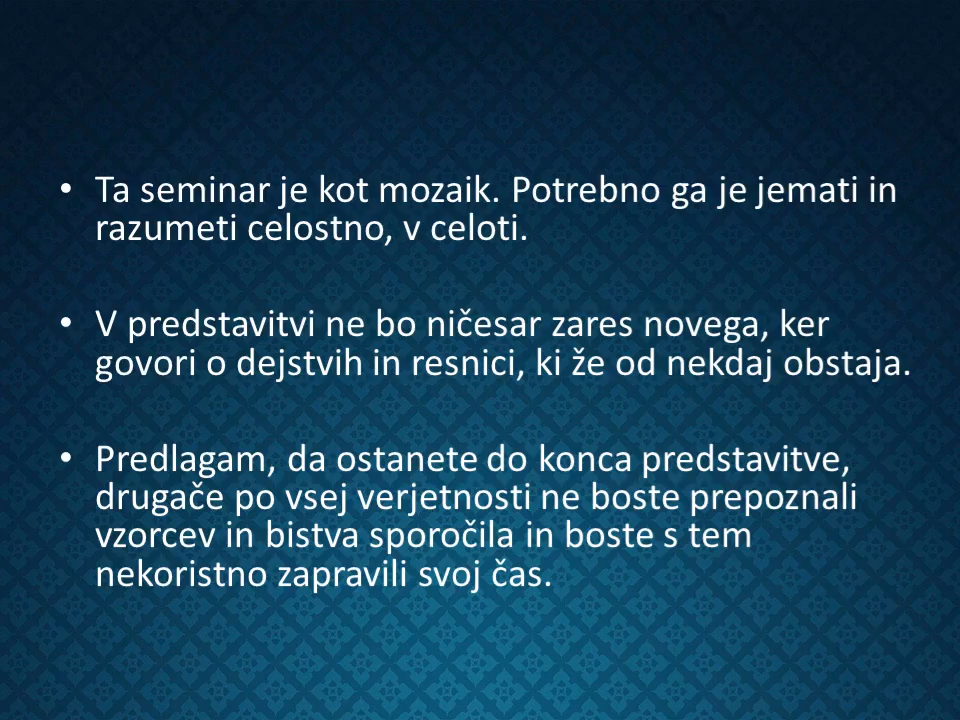 • Ta seminar je kot mozaik. Potrebno ga je jemati in
razumeti celostno, v celoti.
• V predstavitvi ne bo ničesar zares novega, ker
govori o dejstvih in resnici, ki že od nekdaj obstaja.
• Predlagam, da ostanete do konca predstavitve,
drugače po vsej verjetnosti ne boste prepoznali
vzorcev in bistva sporočila in boste s tem
nekoristno zapravili svoj čas.